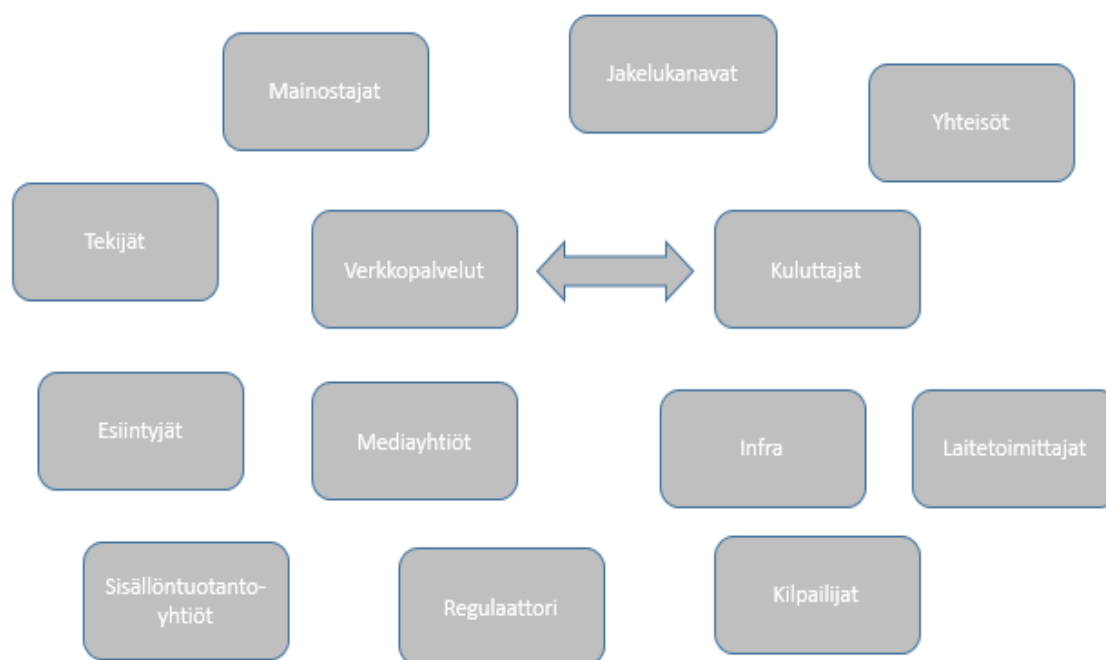 Mainostajat
Jakelukanavat
Yhteisöt
Tekijät
Verkkopalvelut
Kuluttajat
Esiintyjät
Mediayhtiöt
Infra
Laitetoimittajat
Sisällöntuotanto-
yhtiöt
Regulaattori
Kilpailijat